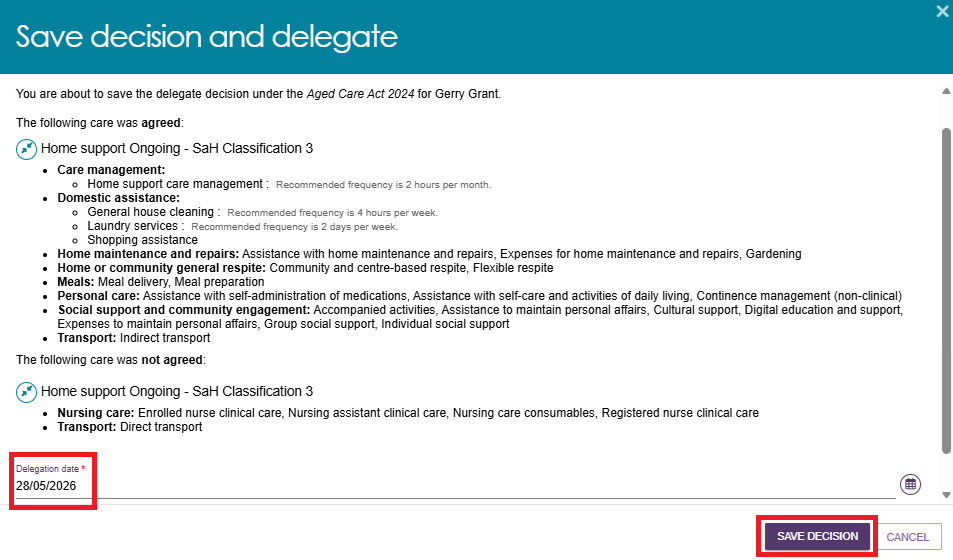 Save decision and delegate
You are about to save the delegate decision under the Aged Care Act 2024 for Gerry Grant.
The following care was agreed:
Home support Ongoing - SaH Classification 3
Care management:
Home support care management : Recommended frequency is 2 hours per month.
Domestic assistance:
General house cleaning : Recommended frequency is 4 hours per week.
Laundry services : Recommended frequency is 2 days per week.
Shopping assistance
Home maintenance and repairs: Assistance with home maintenance and repairs, Expenses for home maintenance and repairs, Gardening
Home or community general respite: Community and centre-based respite, Flexible respite
Meals: Meal delivery, Meal preparation
Personal care: Assistance with self-administration of medications, Assistance with self-care and activities of daily living, Continence management (non-clinical)
Social support and community engagement: Accompanied activities, Assistance to maintain personal affairs, Cultural support, Digital education and support,
Expenses to maintain personal affairs, Group social support, Individual social support
Transport: Indirect transport
The following care was not agreed:
Home support Ongoing - SaH Classification 3
Nursing care: Enrolled nurse clinical care, Nursing assistant clinical care, Nursing care consumables, Registered nurse clinical care
Transport: Direct transport
Delegation date *
28/05/2026
SAVE DECISION
CANCEL